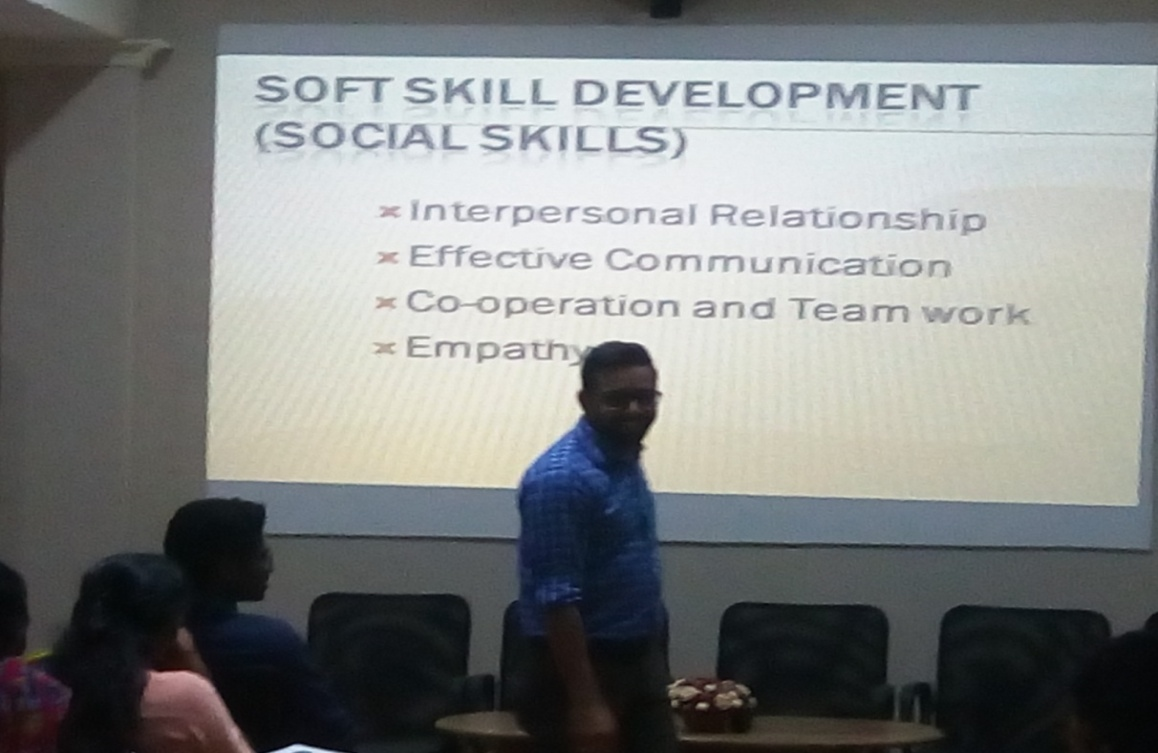 SOFT SKILL DEVELOPMENT
(SOCIAL SKILLS)
Interpersonal Relationship
Effective Communication
Co-operation and Team work
Empathy